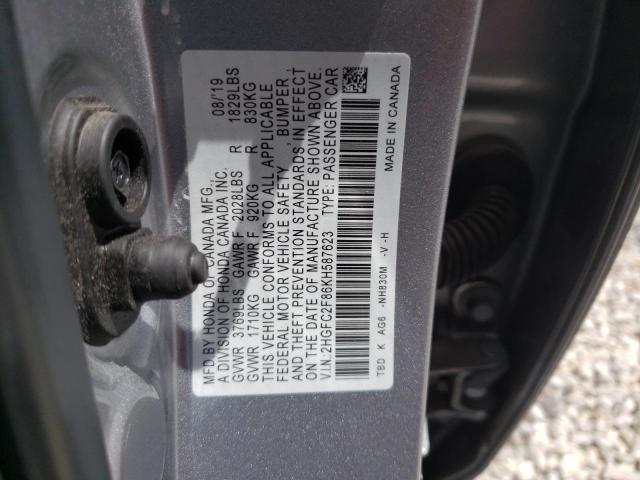 MFD.BY HONDA OF CANADA MFG., 08/19
A DIVISION OF HONDA CANADA INC.
GVWR 3769LBS GAWR F 2028LBS R 1829LBS
GVWR 1710KG GAWR F 920KG R 830KG
THIS VEHICLE CONFORMS TO ALL APPLICABLE
FEDERAL MOTOR VEHICLE SAFETY , BUMPER ,
AND THEFT PREVENTION STANDARDS IN EFFECT
ON THE DATE OF MANUFACTURE SHOWN ABOVE.
V.I.N.:2HGFC2F86KH587623 TYPE: PASSENGER CAR
TBD K AG6 -NH830M -V -H MADE IN CANADA